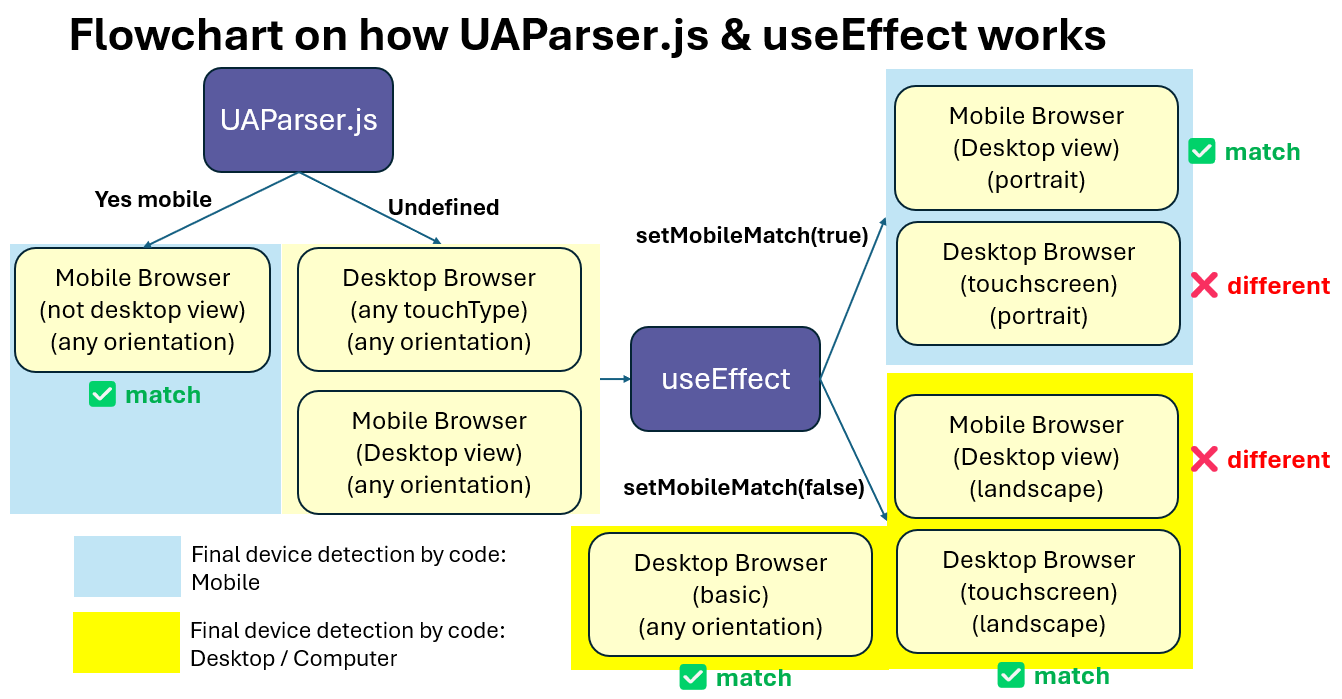 Flowchart on how UAParser.js & useEffect works
UAParser.js
Yes mobile
Undefined
Mobile Browser
(not desktop view)
(any orientation)
match
Desktop Browser
(any touchType)
(any orientation)
Mobile Browser
(Desktop view)
(any orientation)
useEffect
setMobileMatch(true)
setMobileMatch(false)
Mobile Browser
(Desktop view)
(portrait)
match
Desktop Browser
(touchscreen)
(portrait)
different
Mobile Browser
(Desktop view)
(landscape)
different
Desktop Browser
(touchscreen)
(landscape)
match
Desktop Browser
(basic)
(any orientation)
match
Final device detection by code:
Mobile
Final device detection by code:
Desktop / Computer